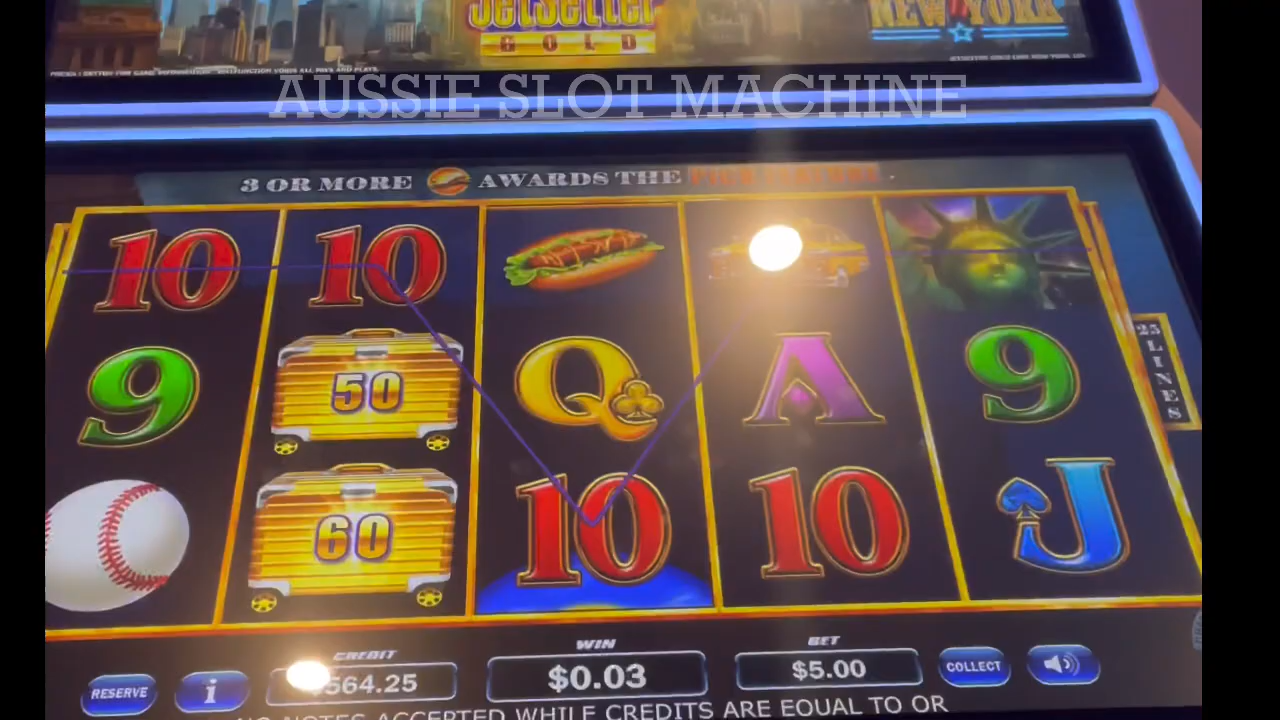 JetSetter
GOLD
NEW YORK
AUSSIE SLOT MACHINE
3 OR MORE AWARDS THE
10 10
9 50 Q A 9
60 10 10 J
25 LINES
CREDIT WIN BET
RESERVE i $564.25 $0.03 $5.00 COLLECT
NO NOTES ACCEPTED WHILE CREDITS ARE EQUAL TO OR